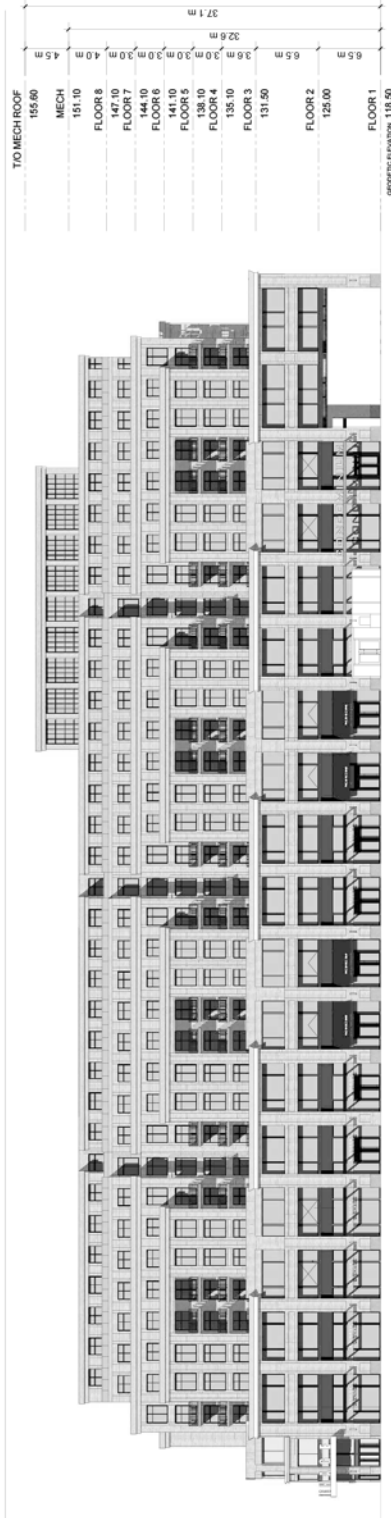 T/O MECH ROOF
155.60
MECH
151.10
FLOOR 8
147.10
FLOOR 7
144.10
FLOOR 6
141.10
FLOOR 5
138.10
FLOOR 4
135.10
FLOOR 3
131.50
FLOOR 2
125.00
FLOOR 1
GEODETIC ELEVATION 118.50
4.5 m
4.0 m
3.0 m
3.0 m
3.0 m
3.0 m
3.6 m
6.5 m
6.5 m
32.6 m
37.1 m